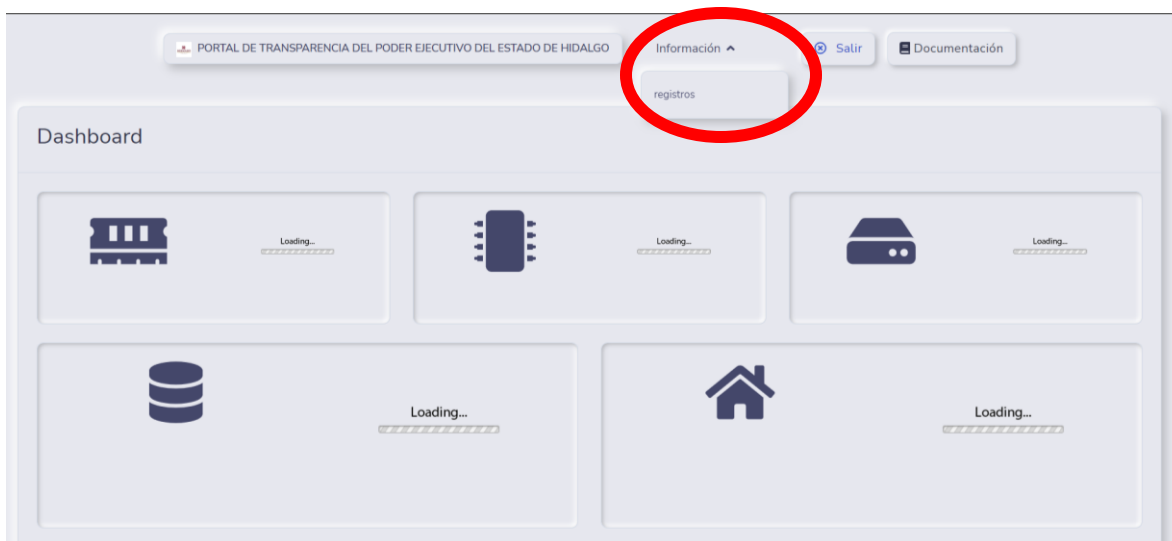 PORTAL DE TRANSPARENCIA DEL PODER EJECUTIVO DEL ESTADO DE HIDALGO Información Salir Documentación
registros
Dashboard
Loading... Loading... Loading...
Loading... Loading...